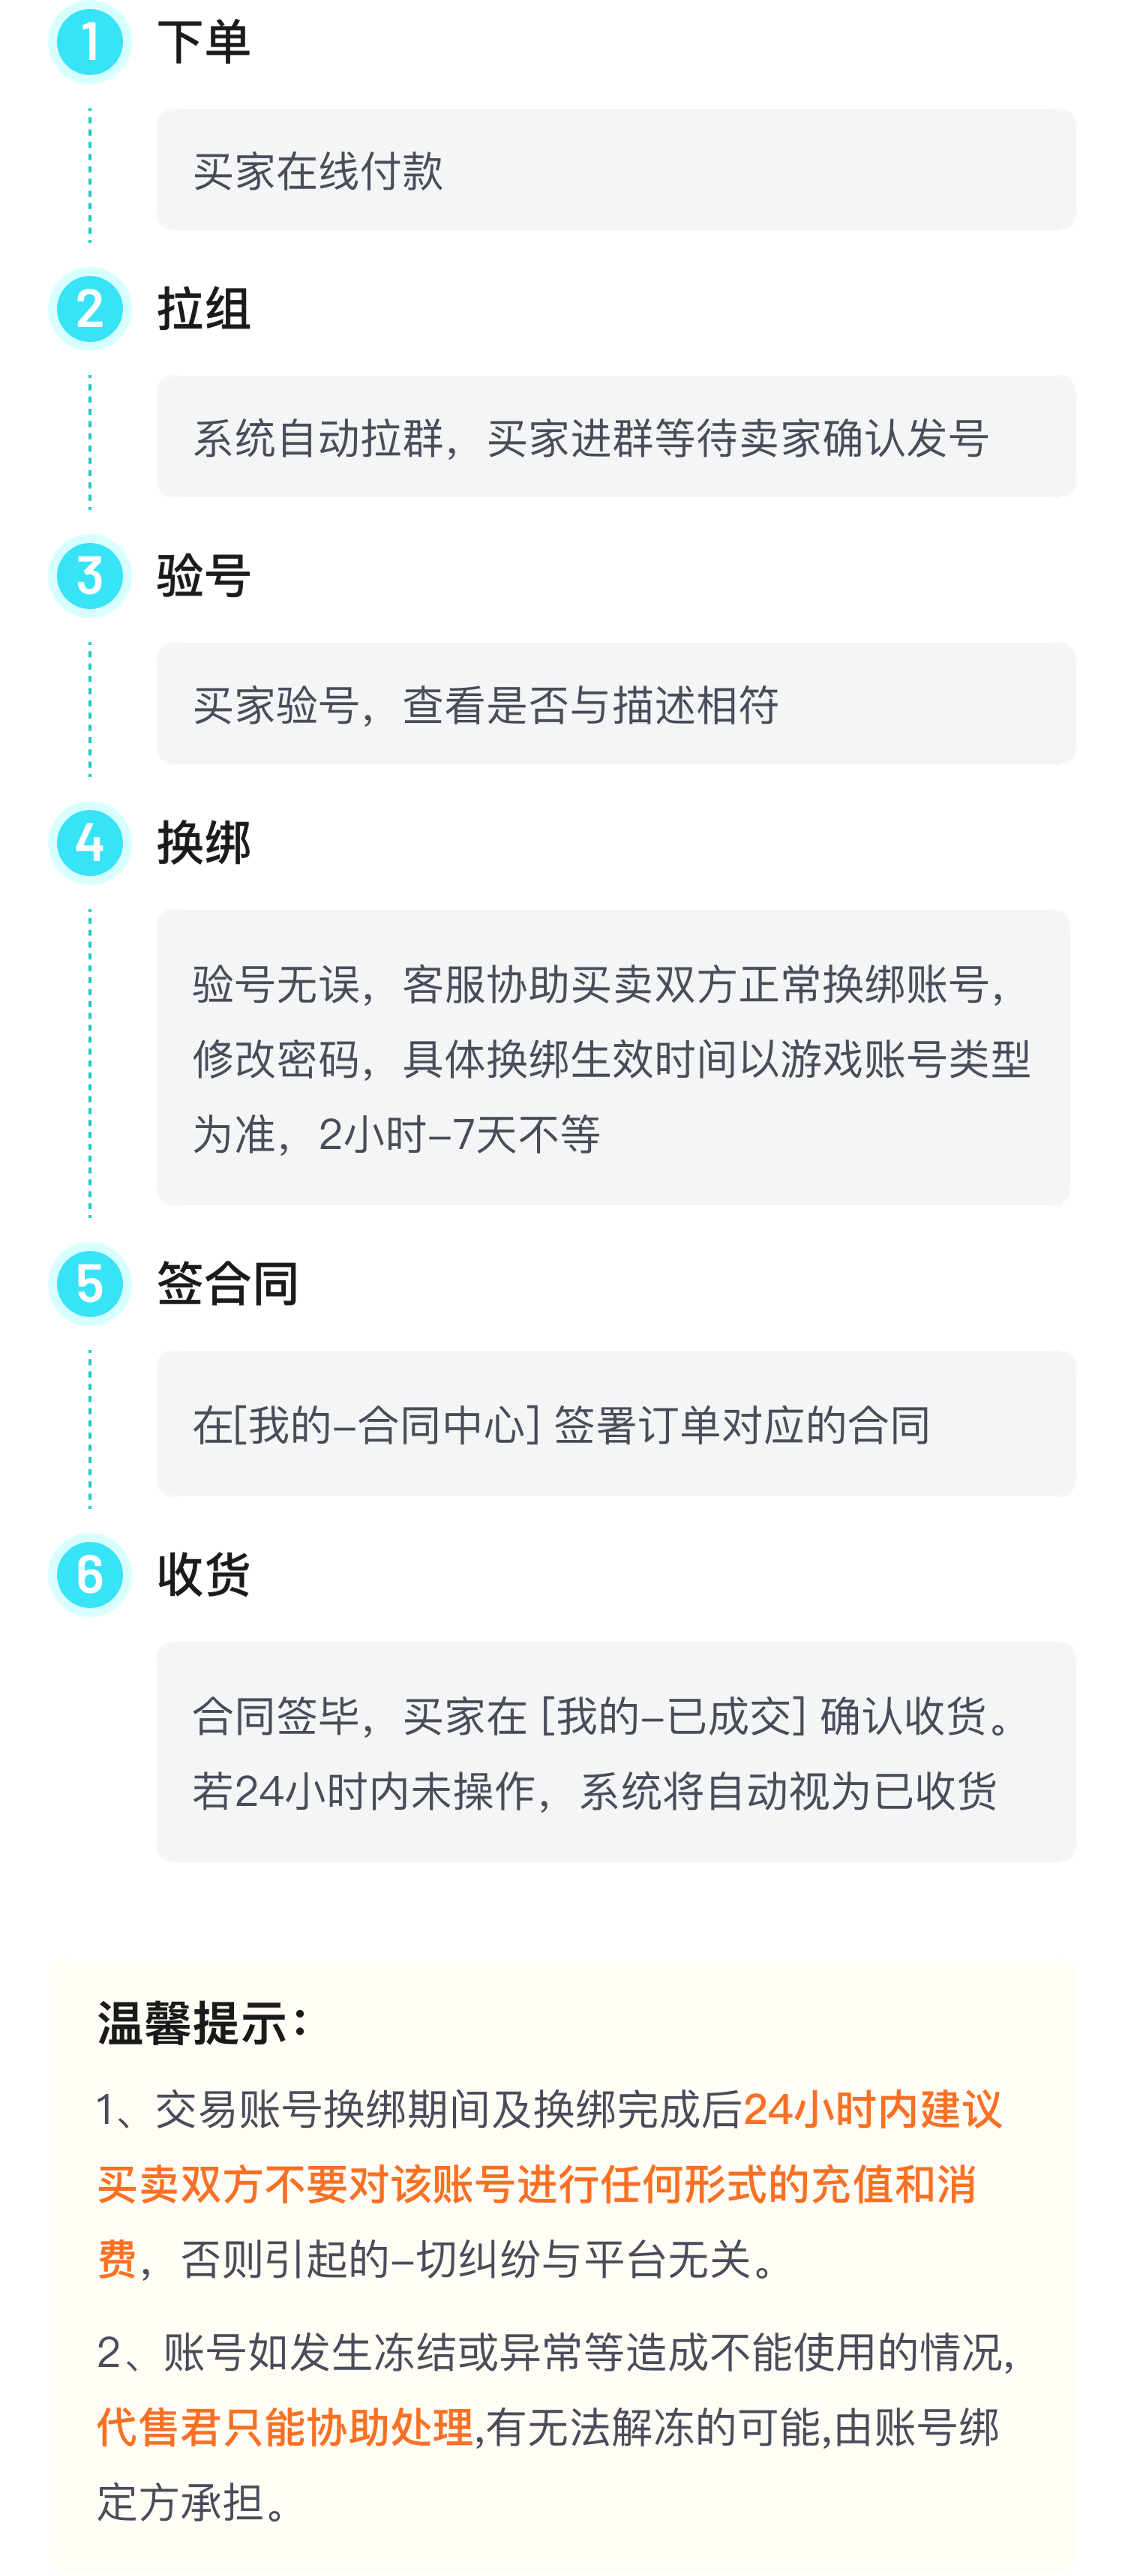 1 下单
买家在线付款
2 拉组
系统自动拉群，买家进群等待卖家确认发号
3 验号
买家验号，查看是否与描述相符
4 换绑
验号无误，客服协助买卖双方正常换绑账号，
修改密码，具体换绑生效时间以游戏账号类型
为准，2小时-7天不等
5 签合同
在[我的-合同中心] 签署订单对应的合同
6 收货
合同签毕，买家在 [我的-已成交] 确认收货。
若24小时内未操作，系统将自动视为已收货
温馨提示：
1、交易账号换绑期间及换绑完成后24小时内建议
买卖双方不要对该账号进行任何形式的充值和消
费，否则引起的-切纠纷与平台无关。
2、账号如发生冻结或异常等造成不能使用的情况,
代售君只能协助处理,有无法解冻的可能,由账号绑
定方承担。